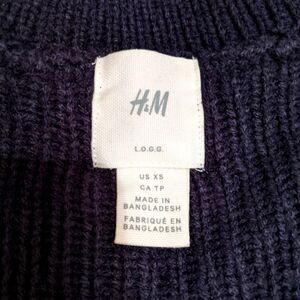 H&M
L.O.G.G.
US XS
CA TP
MADE IN
BANGLADESH
FABRIQUÉ EN
BANGLADESH